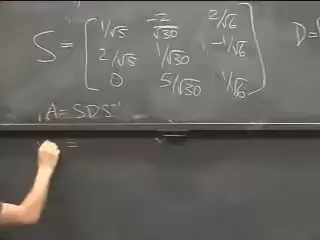 S = [ 1/√5 -2/√30 2/√6
2/√5 1/√30 -1/√6
0 5/√30 1/√6 ]
D =
A = SDS⁻¹
=